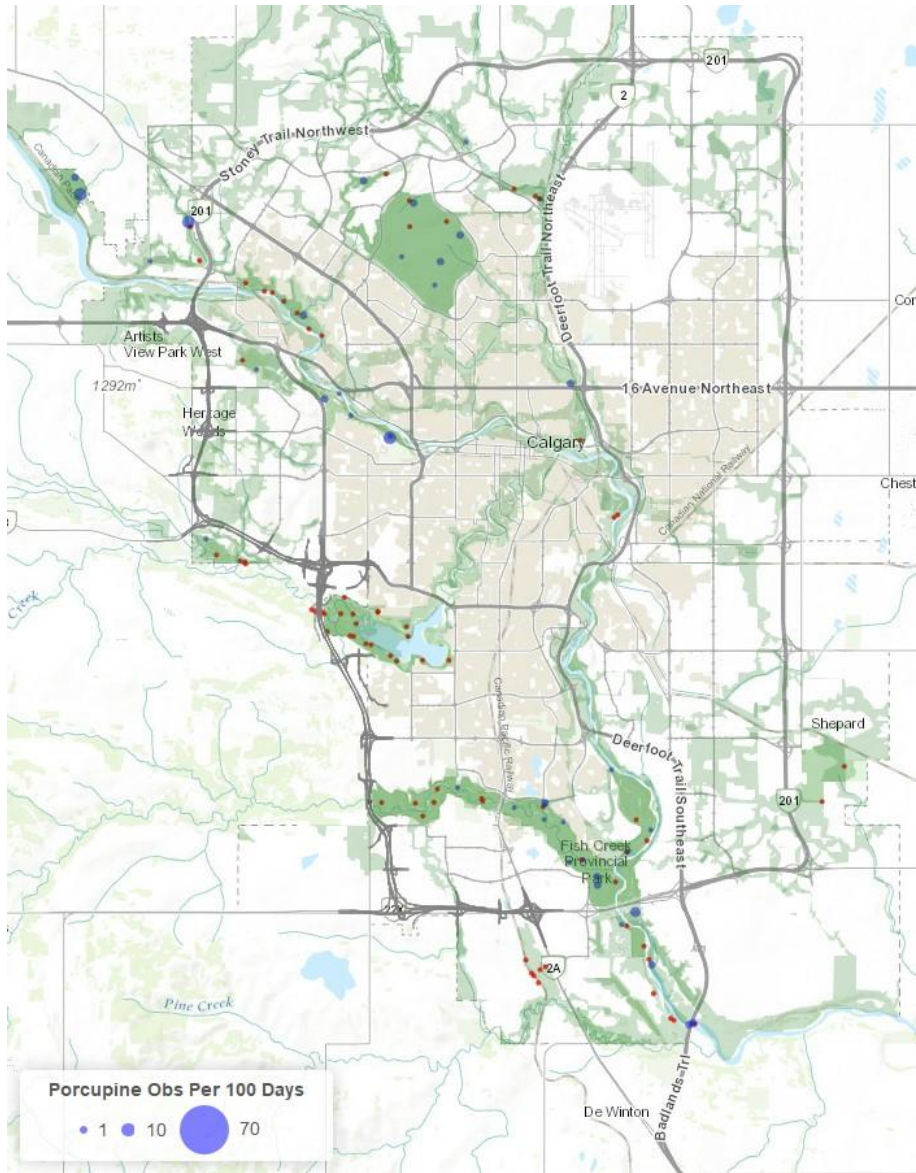 201
2
Stoney Trail Northwest
Canadian Pacific
201
Deerfoot Trail Northeast
Artists
View Park West
1292m
16 Avenue Northeast
Heritage
Woods
Calgary
Canadian National Railway
Chest
Creek
Canadian Pacific Railway
Shepard
Deerfoot Trail Southeast
201
Fish Creek
Provincial
Park
22X
2A
Pine Creek
Porcupine Obs Per 100 Days
1 10 70
De Winton
Badlands Trl